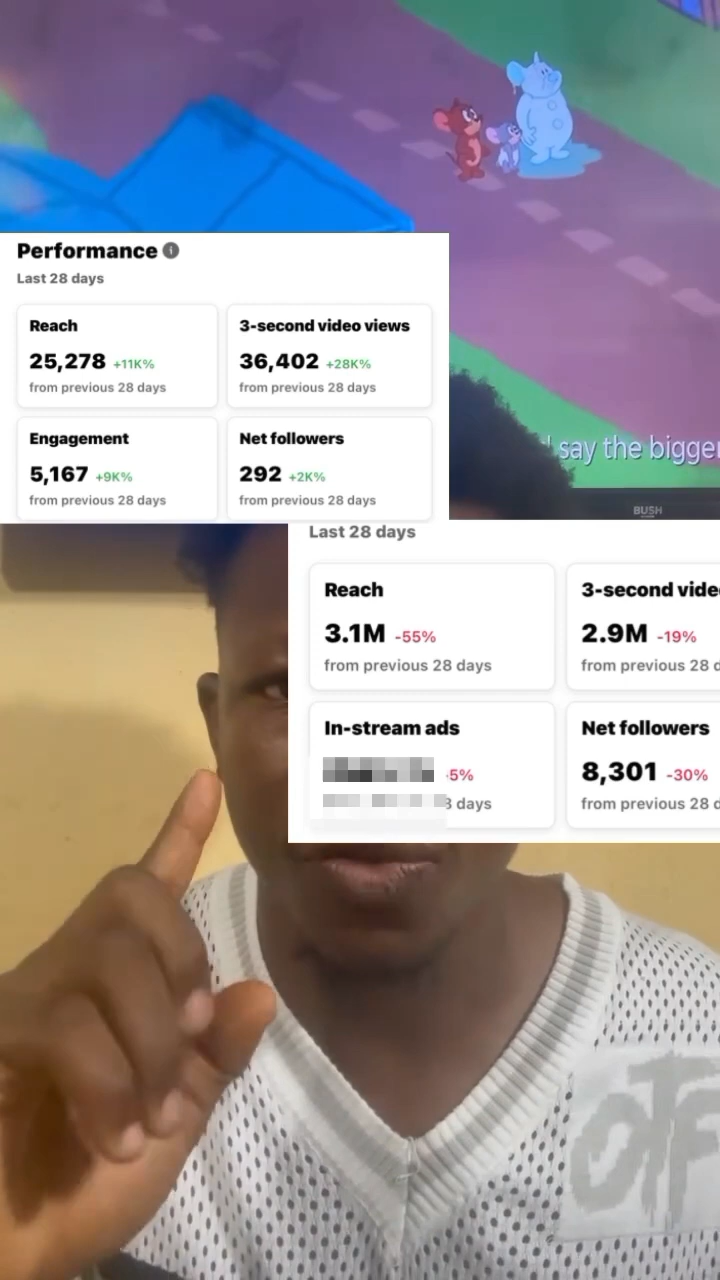 Performance
Last 28 days
Reach
25,278 +11K%
from previous 28 days
3-second video views
36,402 +28K%
from previous 28 days
Engagement
5,167 +9K%
from previous 28 days
Net followers
292 +2K%
from previous 28 days
say the bigger
BUSH
Last 28 days
Reach
3.1M -55%
from previous 28 days
3-second vide
2.9M -19%
from previous 28 d
In-stream ads
5%
days
Net followers
8,301 -30%
from previous 28 d
OTF